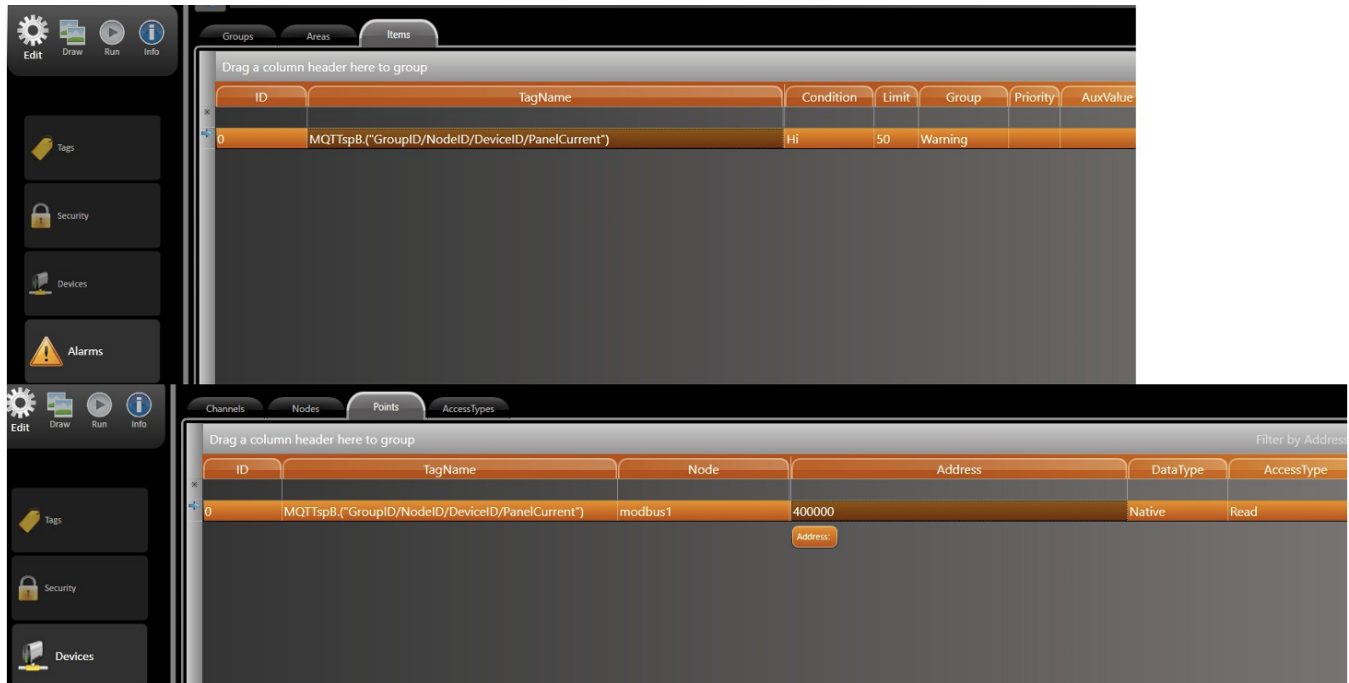 Edit Draw Run Info
Groups Areas Items
Drag a column header here to group
ID TagName Condition Limit Group Priority AuxValue
0 MQTTspB.("GroupID/NodeID/DeviceID/PanelCurrent") Hi 50 Warning
Tags
Security
Devices
Alarms
Edit Draw Run Info
Channels Nodes Points AccessTypes
Drag a column header here to group Filter by Address
ID TagName Node Address DataType AccessType
0 MQTTspB.("GroupID/NodeID/DeviceID/PanelCurrent") modbus1 400000 Native Read
Address:
Tags
Security
Devices